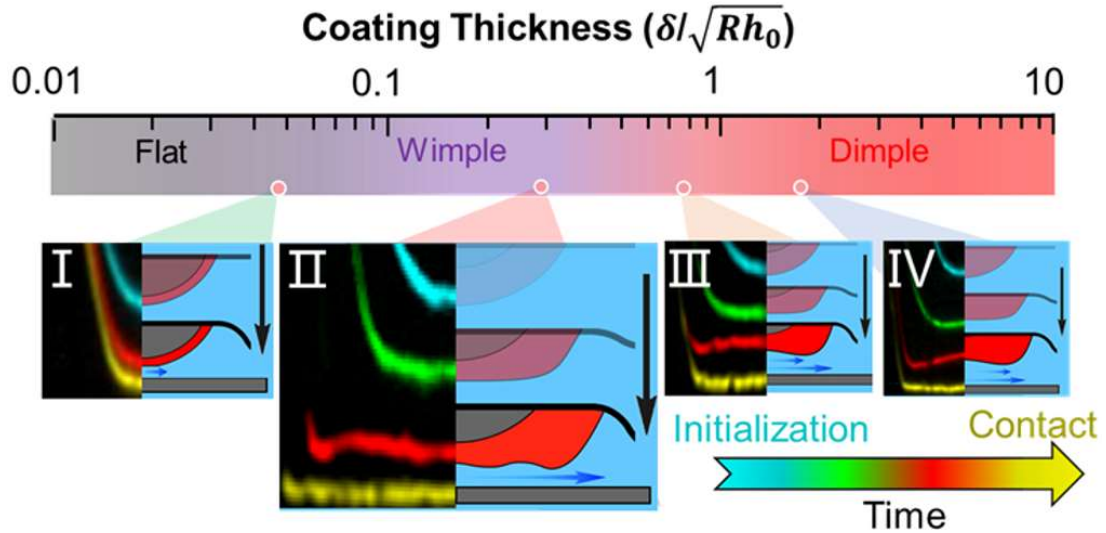 Coating Thickness (δ/√Rh₀)
0.01 0.1 1 10
Flat Wimple Dimple
I II III IV
Initialization Contact
Time